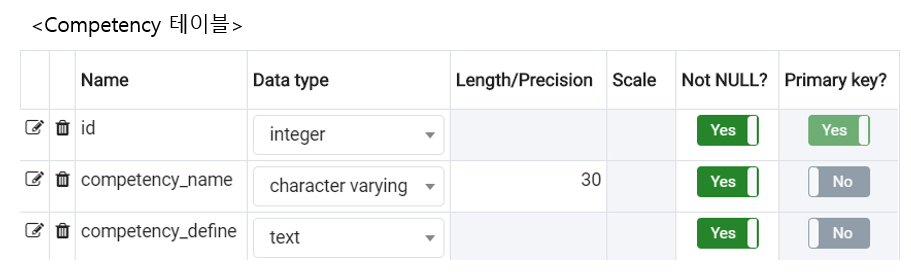 <Competency 테이블>
Name Data type Length/Precision Scale Not NULL? Primary key?
id integer Yes Yes
competency_name character varying 30 Yes No
competency_define text Yes No